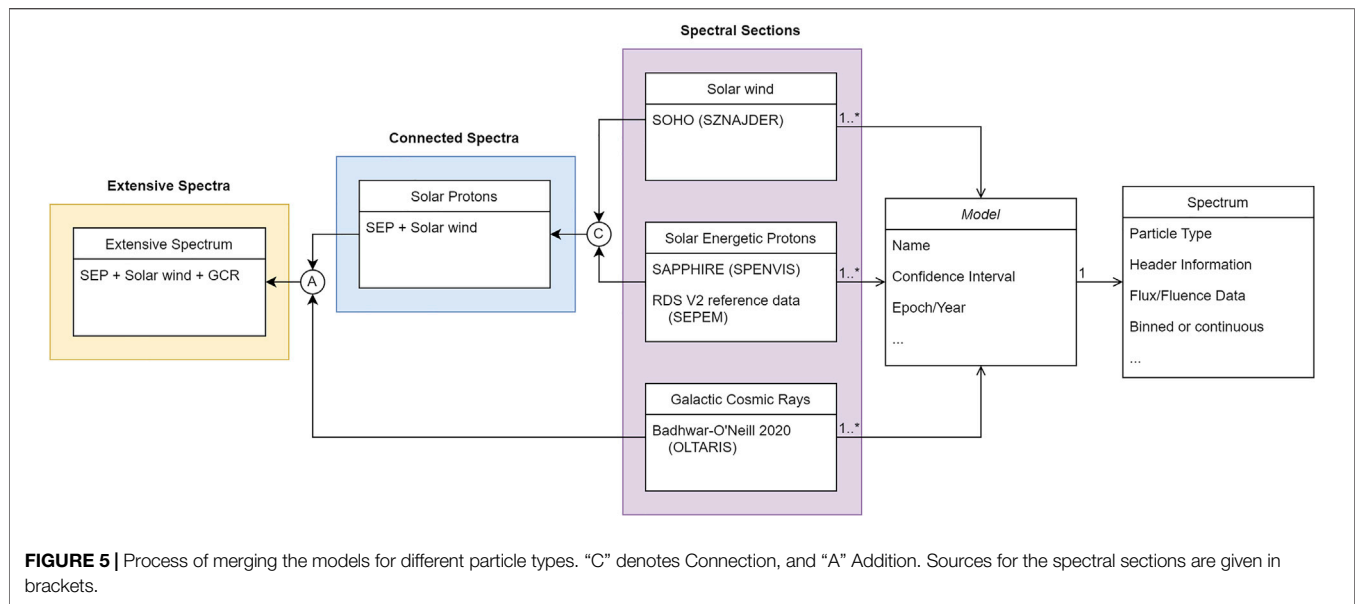 Spectral Sections
Solar wind
SOHO (SZNAJDER)
1..*
Connected Spectra
Solar Protons
SEP + Solar wind
Extensive Spectra
Extensive Spectrum
SEP + Solar wind + GCR
A
C
Solar Energetic Protons
SAPPHIRE (SPENVIS)
RDS V2 reference data
(SEPEM)
1..*
Galactic Cosmic Rays
Badhwar-O'Neill 2020
(OLTARIS)
1..*
Model
Name
Confidence Interval
Epoch/Year
...
1
Spectrum
Particle Type
Header Information
Flux/Fluence Data
Binned or continuous
...
FIGURE 5 | Process of merging the models for different particle types. “C” denotes Connection, and “A” Addition. Sources for the spectral sections are given in
brackets.